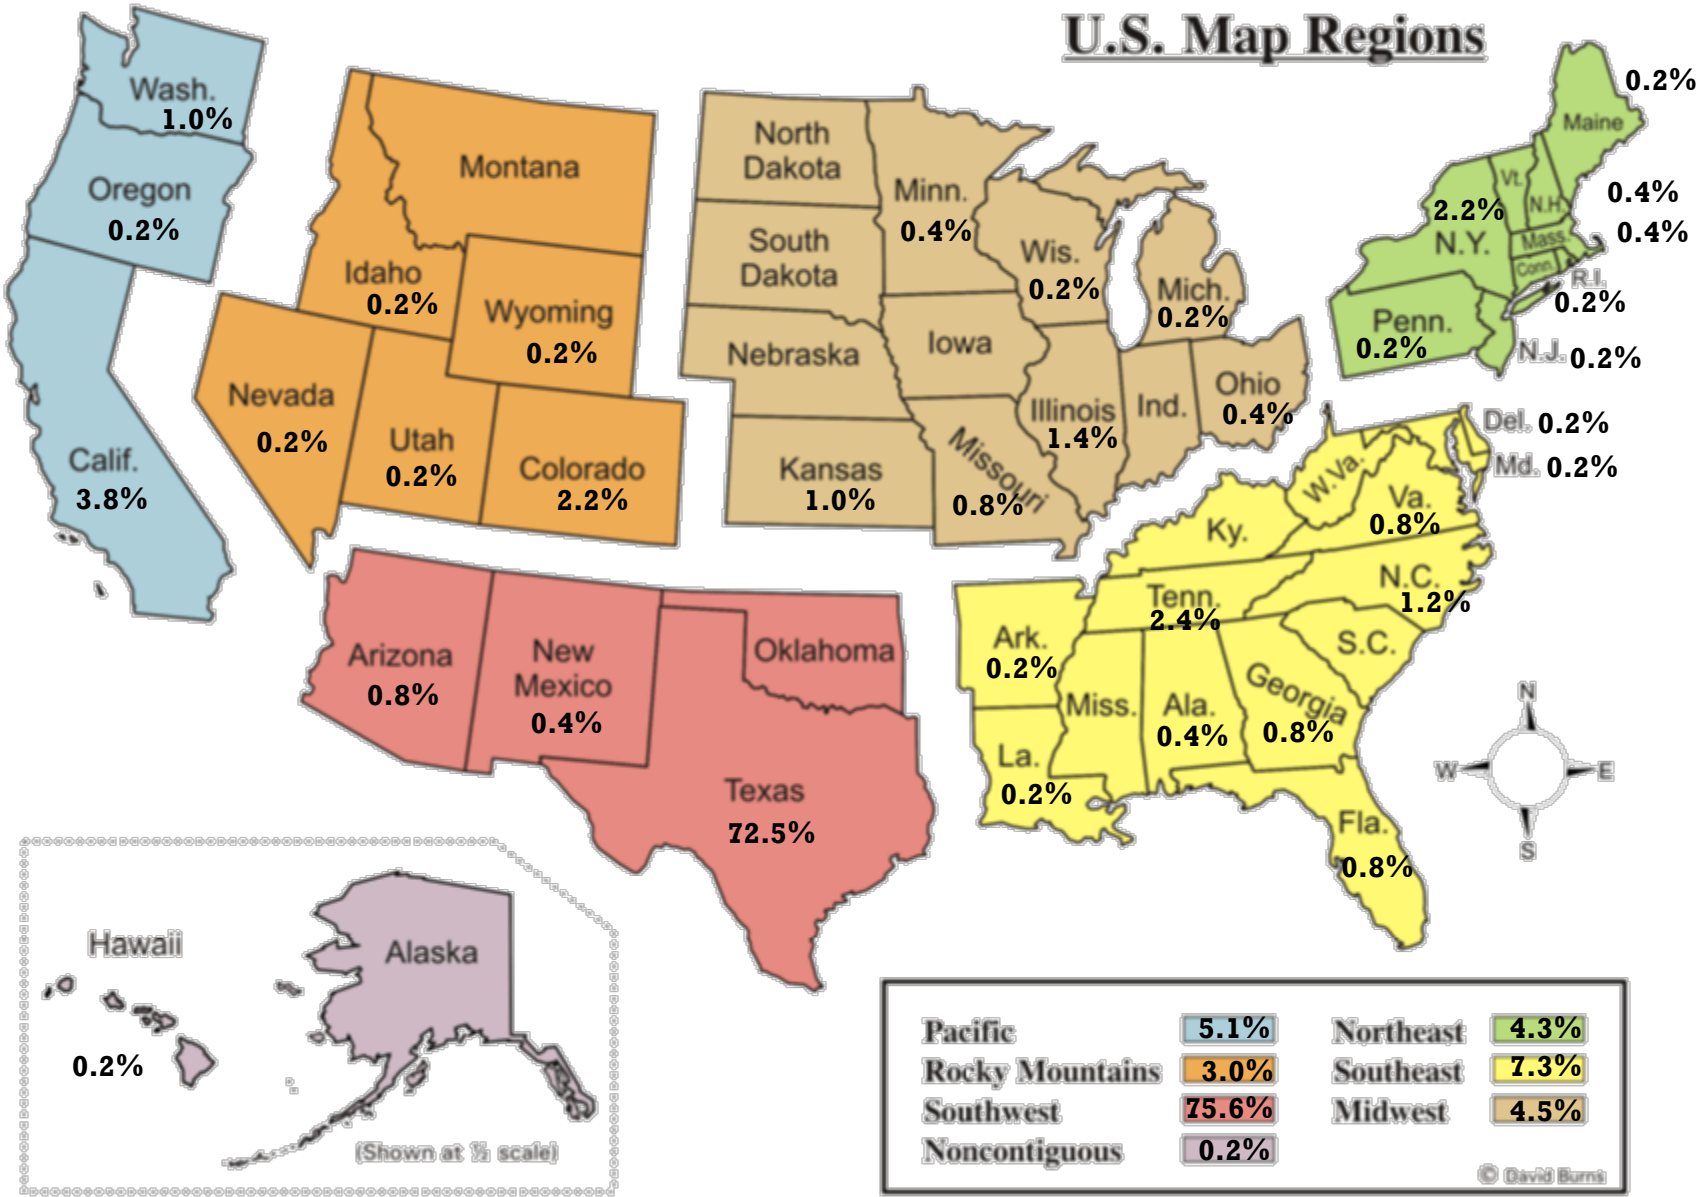 U.S. Map Regions
Wash.
1.0%
Oregon
0.2%
Calif.
3.8%
Montana
Idaho
0.2%
Wyoming
0.2%
Nevada
0.2%
Utah
0.2%
Colorado
2.2%
North
Dakota
South
Dakota
Nebraska
Kansas
1.0%
Minn.
0.4%
Iowa
Missouri
0.8%
Wis.
0.2%
Illinois
1.4%
Mich.
0.2%
Ind.
Ohio
0.4%
Maine
0.2%
Vt.
N.H.
0.4%
Mass.
0.4%
Conn.
R.I.
0.2%
2.2%
N.Y.
Penn.
0.2%
N.J. 0.2%
Del. 0.2%
Md. 0.2%
W.Va.
Va.
0.8%
Ky.
N.C.
1.2%
Tenn.
2.4%
S.C.
Ark.
0.2%
Miss.
Ala.
0.4%
Georgia
0.8%
La.
0.2%
Fla.
0.8%
Arizona
0.8%
New
Mexico
0.4%
Oklahoma
Texas
72.5%
N
W E
S
Hawaii
0.2%
Alaska
(Shown at ½ scale)
Pacific 5.1%
Rocky Mountains 3.0%
Southwest 75.6%
Noncontiguous 0.2%
Northeast 4.3%
Southeast 7.3%
Midwest 4.5%
© David Burns